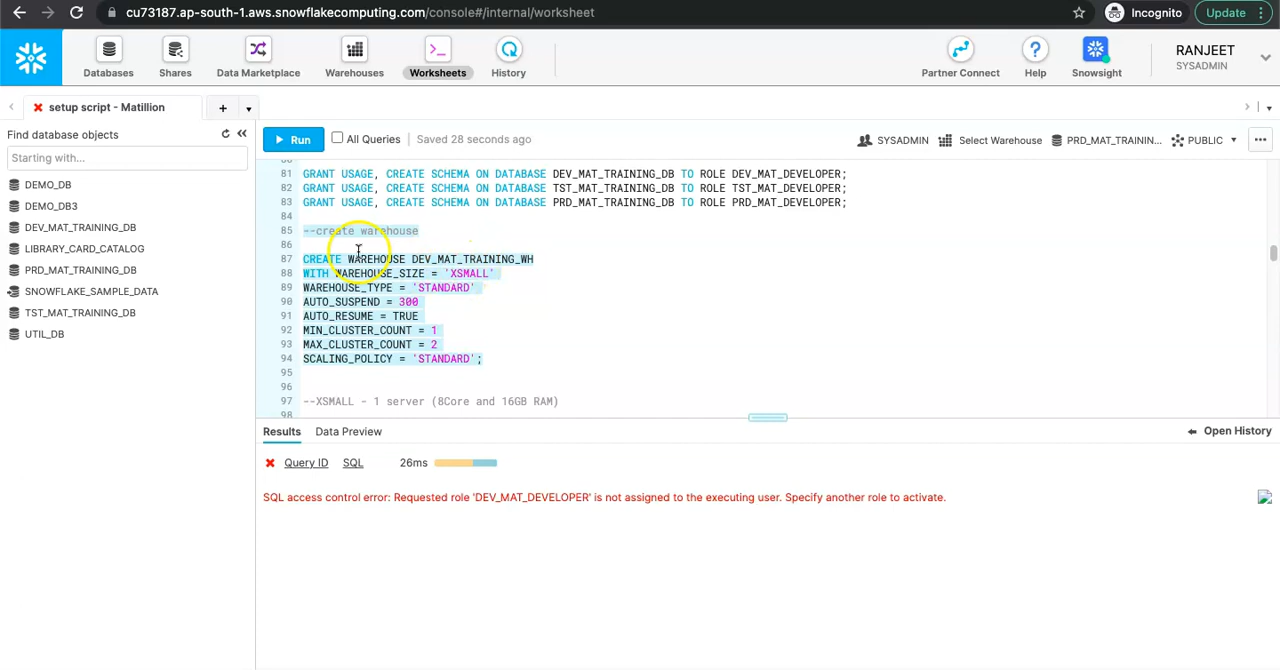 cu73187.ap-south-1.aws.snowflakecomputing.com/console#/internal/worksheet
Incognito
Update
Databases
Shares
Data Marketplace
Warehouses
Worksheets
History
Partner Connect
Help
Snowsight
RANJEET
SYSADMIN
setup script - Matillion
Find database objects
Starting with...
DEMO_DB
DEMO_DB3
DEV_MAT_TRAINING_DB
LIBRARY_CARD_CATALOG
PRD_MAT_TRAINING_DB
SNOWFLAKE_SAMPLE_DATA
TST_MAT_TRAINING_DB
UTIL_DB
Run
All Queries
Saved 28 seconds ago
SYSADMIN
Select Warehouse
PRD_MAT_TRAININ...
PUBLIC
80
81 GRANT USAGE, CREATE SCHEMA ON DATABASE DEV_MAT_TRAINING_DB TO ROLE DEV_MAT_DEVELOPER;
82 GRANT USAGE, CREATE SCHEMA ON DATABASE TST_MAT_TRAINING_DB TO ROLE TST_MAT_DEVELOPER;
83 GRANT USAGE, CREATE SCHEMA ON DATABASE PRD_MAT_TRAINING_DB TO ROLE PRD_MAT_DEVELOPER;
84
85 --create warehouse
86
87 CREATE WAREHOUSE DEV_MAT_TRAINING_WH
88 WITH WAREHOUSE_SIZE = 'XSMALL'
89 WAREHOUSE_TYPE = 'STANDARD'
90 AUTO_SUSPEND = 300
91 AUTO_RESUME = TRUE
92 MIN_CLUSTER_COUNT = 1
93 MAX_CLUSTER_COUNT = 2
94 SCALING_POLICY = 'STANDARD';
95
96
97 --XSMALL - 1 server (8Core and 16GB RAM)
98
Results
Data Preview
Open History
Query ID
SQL
26ms
SQL access control error: Requested role 'DEV_MAT_DEVELOPER' is not assigned to the executing user. Specify another role to activate.